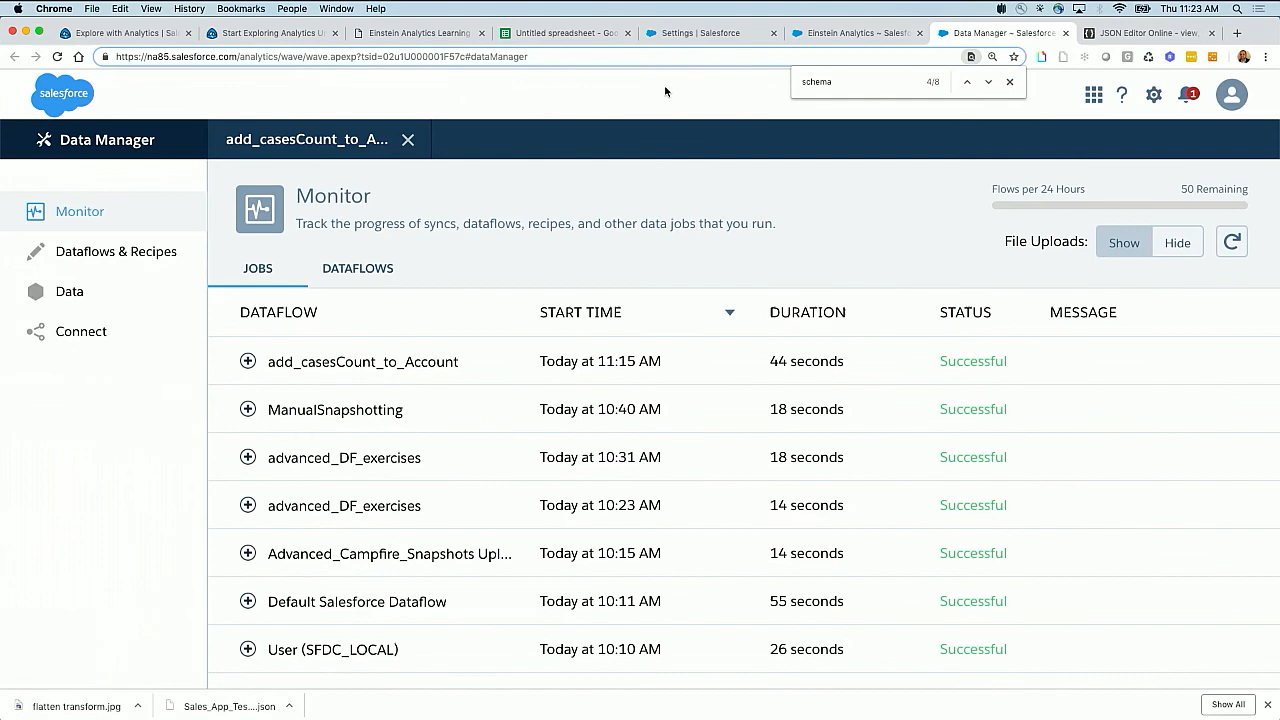 Chrome File Edit View History Bookmarks People Window Help Thu 11:23 AM
Explore with Analytics | Sal Start Exploring Analytics U Einstein Analytics Learning Untitled spreadsheet - Goo Settings | Salesforce Einstein Analytics ~ Salesfo Data Manager ~ Salesforce JSON Editor Online - view
https://na85.salesforce.com/analytics/wave/wave.apexp?tsid=02u1U000001F57c#dataManager
schema 4/8
salesforce
1
Data Manager
add_casesCount_to_A...
Monitor
Dataflows & Recipes
Data
Connect
Monitor
Track the progress of syncs, dataflows, recipes, and other data jobs that you run.
Flows per 24 Hours 50 Remaining
File Uploads: Show Hide
JOBS DATAFLOWS
DATAFLOW START TIME DURATION STATUS MESSAGE
add_casesCount_to_Account Today at 11:15 AM 44 seconds Successful
ManualSnapshotting Today at 10:40 AM 18 seconds Successful
advanced_DF_exercises Today at 10:31 AM 18 seconds Successful
advanced_DF_exercises Today at 10:23 AM 14 seconds Successful
Advanced_Campfire_Snapshots Upl... Today at 10:15 AM 14 seconds Successful
Default Salesforce Dataflow Today at 10:11 AM 55 seconds Successful
User (SFDC_LOCAL) Today at 10:10 AM 26 seconds Successful
flatten transform.jpg Sales_App_Tes....json Show All